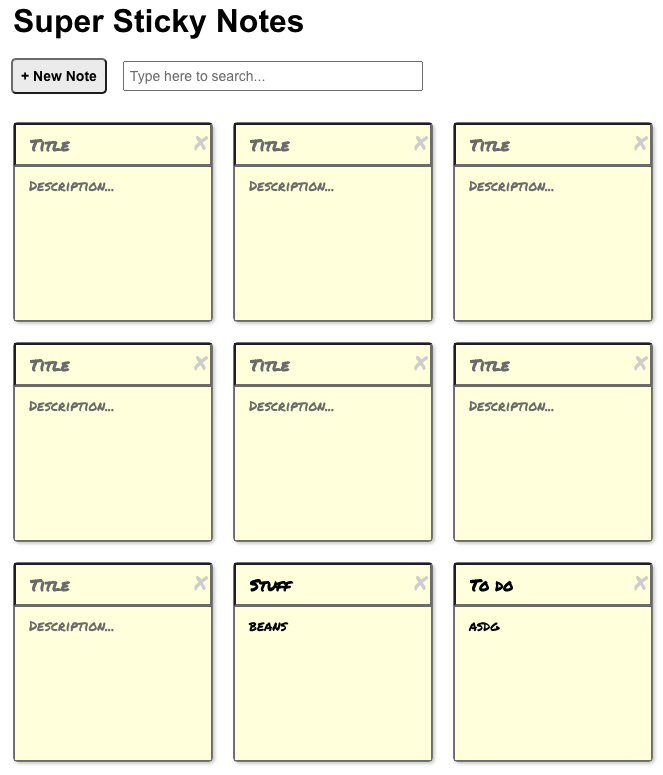 Super Sticky Notes
+ New Note
Type here to search...
Title x
Title x
Title x
Description...
Description...
Description...
Title x
Title x
Title x
Description...
Description...
Description...
Title x
Stuff x
To do x
Description...
beans
asdg